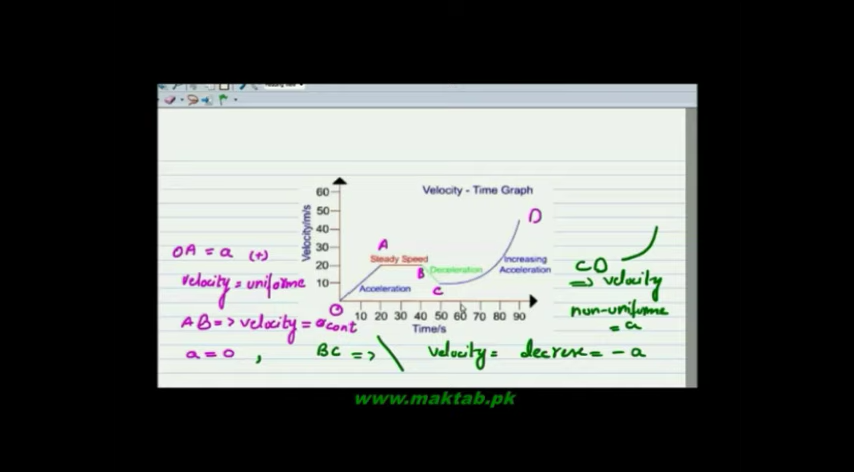 Velocity - Time Graph
60
50
40
30
20
10
Velocity/m/s
10 20 30 40 50 60 70 80 90
Time/s
Steady Speed
Acceleration
Deceleration
Increasing
Acceleration
O
A
B
C
D
OA = a (+)
velocity = uniforme
AB => velocity = cont
a = 0 ,
BC =>
velocity = decrese = - a
CD
=> velocity
non-uniforme
= a
www.maktab.pk